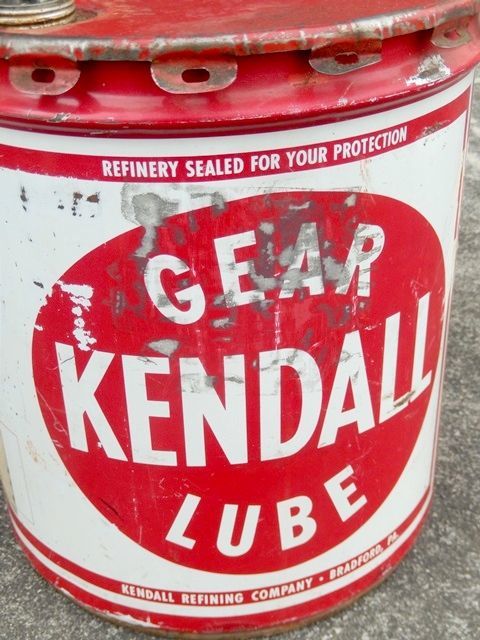 REFINERY SEALED FOR YOUR PROTECTION
GEAR
KENDALL
LUBE
KENDALL REFINING COMPANY • BRADFORD, PA.